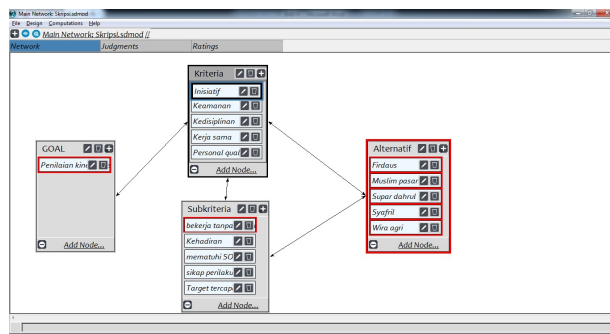 Main Network: Skripsi.sdmod
File Design Computations Help
Main Network: Skripsi.sdmod //
Network Judgments Ratings
Kriteria
Inisiatif
Keamanan
Kedisiplinan
Kerja sama
Personal qual
Add Node...
GOAL
Penilaian kine
Add Node...
Alternatif
Firdaus
Muslim pasar
Supar dahrul
Syafril
Wira agri
Add Node...
Subkriteria
bekerja tanpa
Kehadiran
mematuhi SO
sikap perilaku
Target tercap
Add Node...